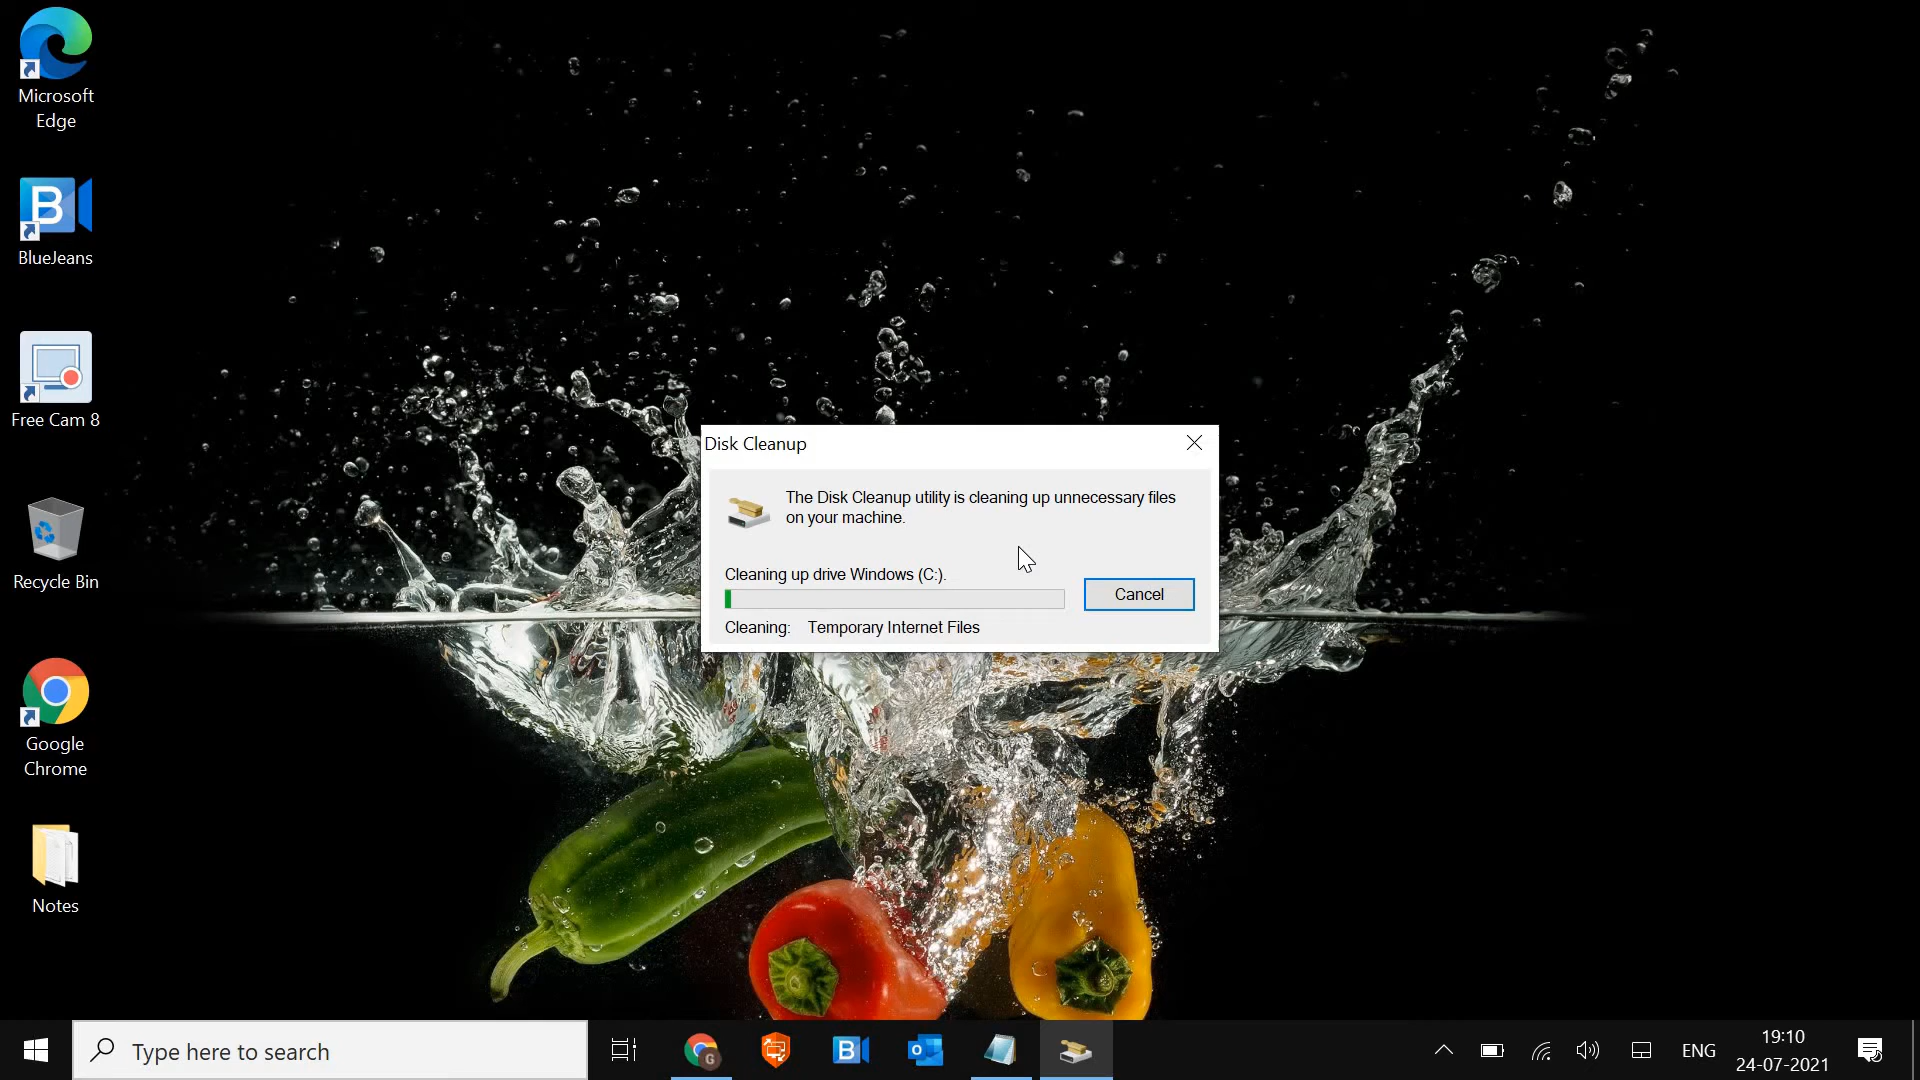 Microsoft
Edge
BlueJeans
Free Cam 8
Recycle Bin
Google
Chrome
Notes
Disk Cleanup
The Disk Cleanup utility is cleaning up unnecessary files
on your machine.
Cleaning up drive Windows (C:).
Cancel
Cleaning: Temporary Internet Files
Type here to search
G
B
ENG
19:10
24-07-2021